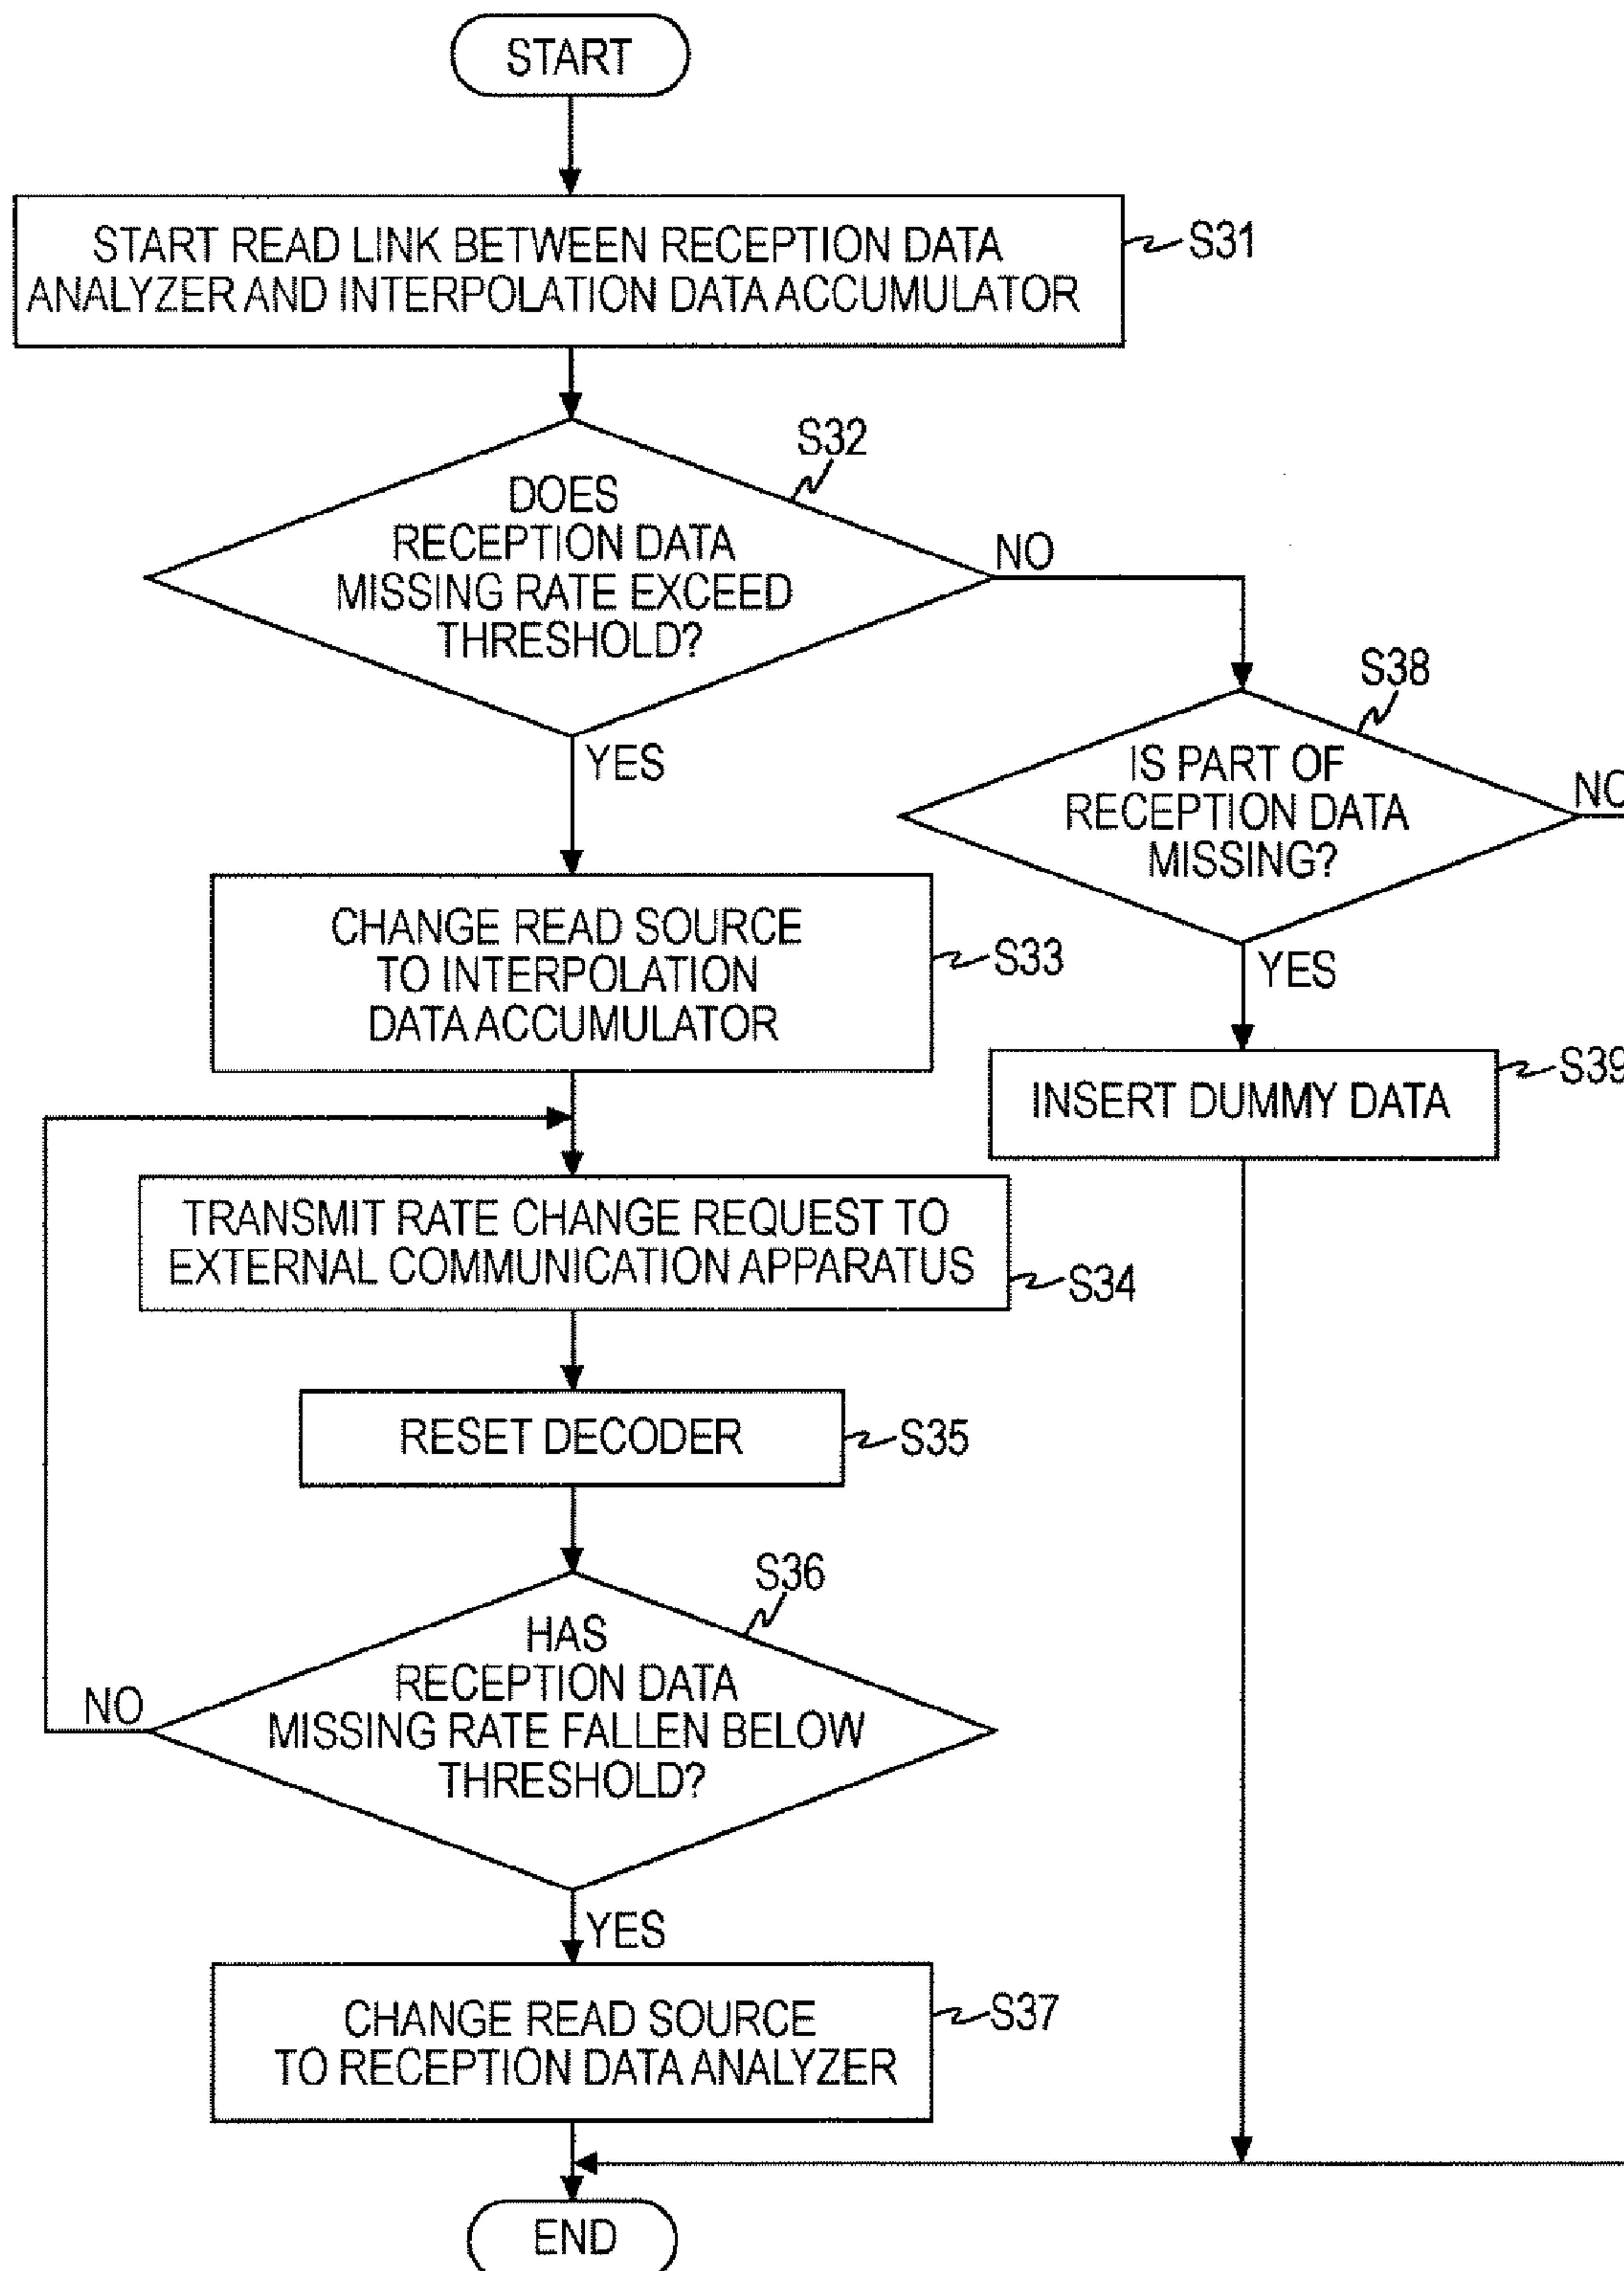 START
START READ LINK BETWEEN RECEPTION DATA
ANALYZER AND INTERPOLATION DATA ACCUMULATOR
S31
S32
DOES
RECEPTION DATA
MISSING RATE EXCEED
THRESHOLD?
NO
YES
S38
IS PART OF
RECEPTION DATA
MISSING?
NO
YES
CHANGE READ SOURCE
TO INTERPOLATION
DATA ACCUMULATOR
S33
INSERT DUMMY DATA
S39
TRANSMIT RATE CHANGE REQUEST TO
EXTERNAL COMMUNICATION APPARATUS
S34
RESET DECODER
S35
S36
HAS
RECEPTION DATA
MISSING RATE FALLEN BELOW
THRESHOLD?
NO
YES
CHANGE READ SOURCE
TO RECEPTION DATA ANALYZER
S37
END